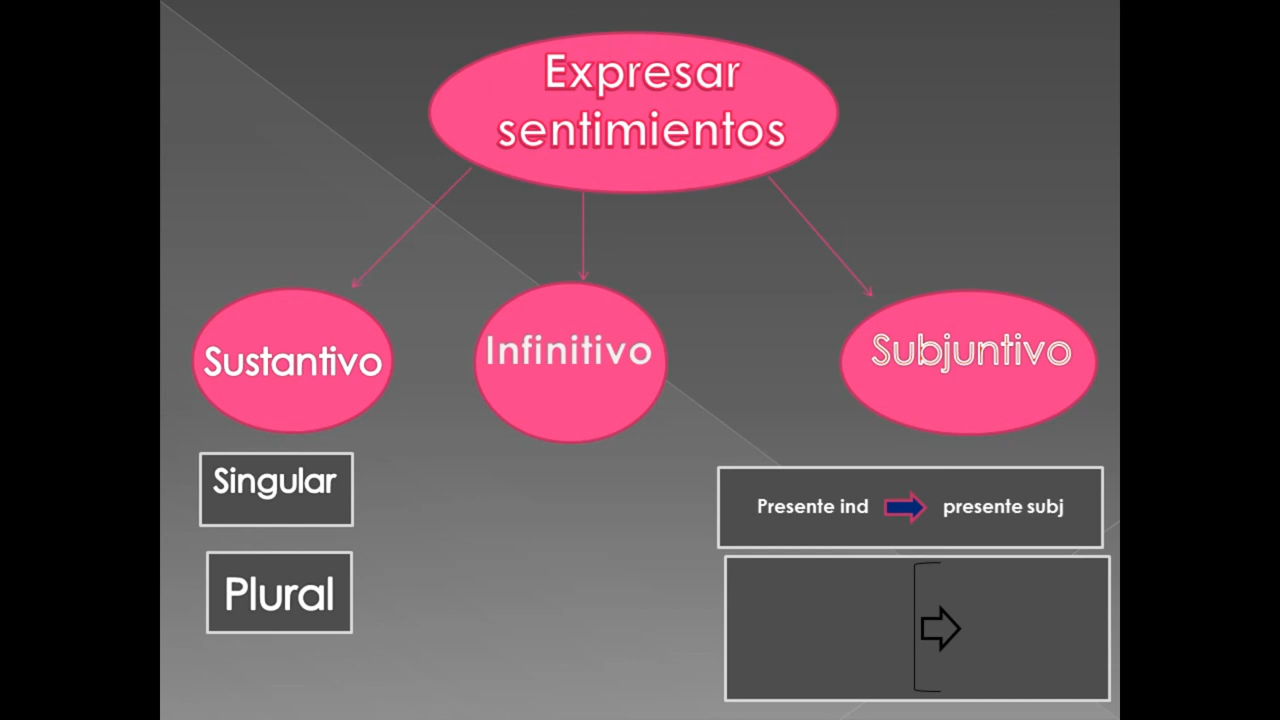 Expresar
sentimientos
Sustantivo
Infinitivo
Subjuntivo
Singular
Plural
Presente ind presente subj